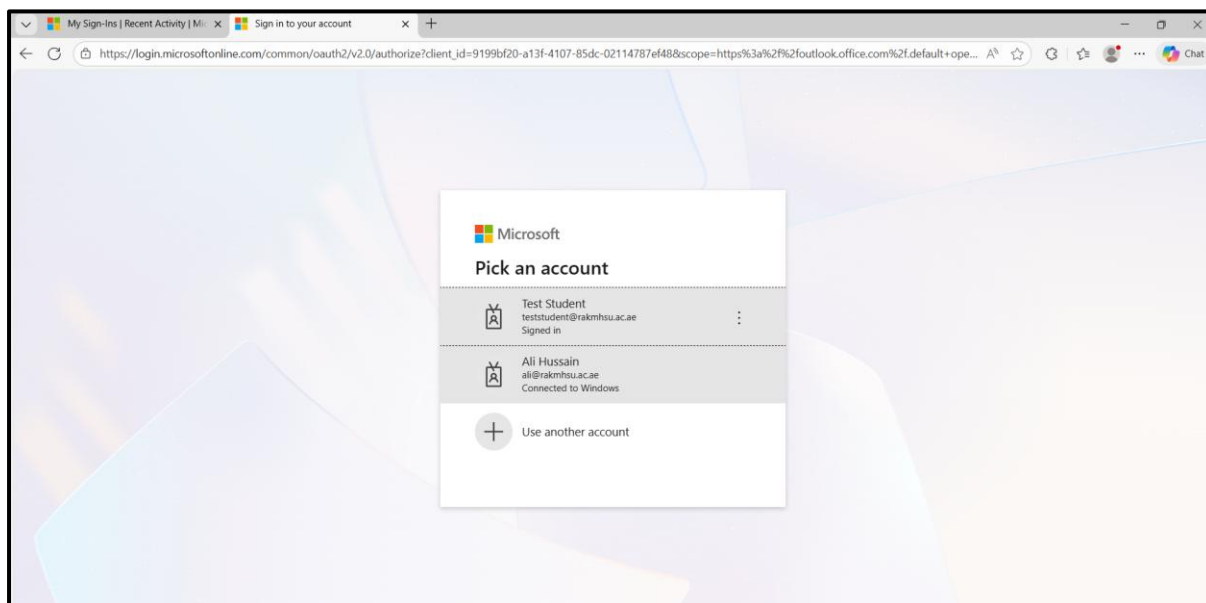 My Sign-Ins | Recent Activity | Mic
Sign in to your account
https://login.microsoftonline.com/common/oauth2/v2.0/authorize?client_id=9199bf20-a13f-4107-85dc-02114787ef48&scope=https%3a%2f%2foutlook.office.com%2f.default+ope...
Chat
Microsoft
Pick an account
Test Student
teststudent@rakmhsu.ac.ae
Signed in
Ali Hussain
ali@rakmhsu.ac.ae
Connected to Windows
Use another account